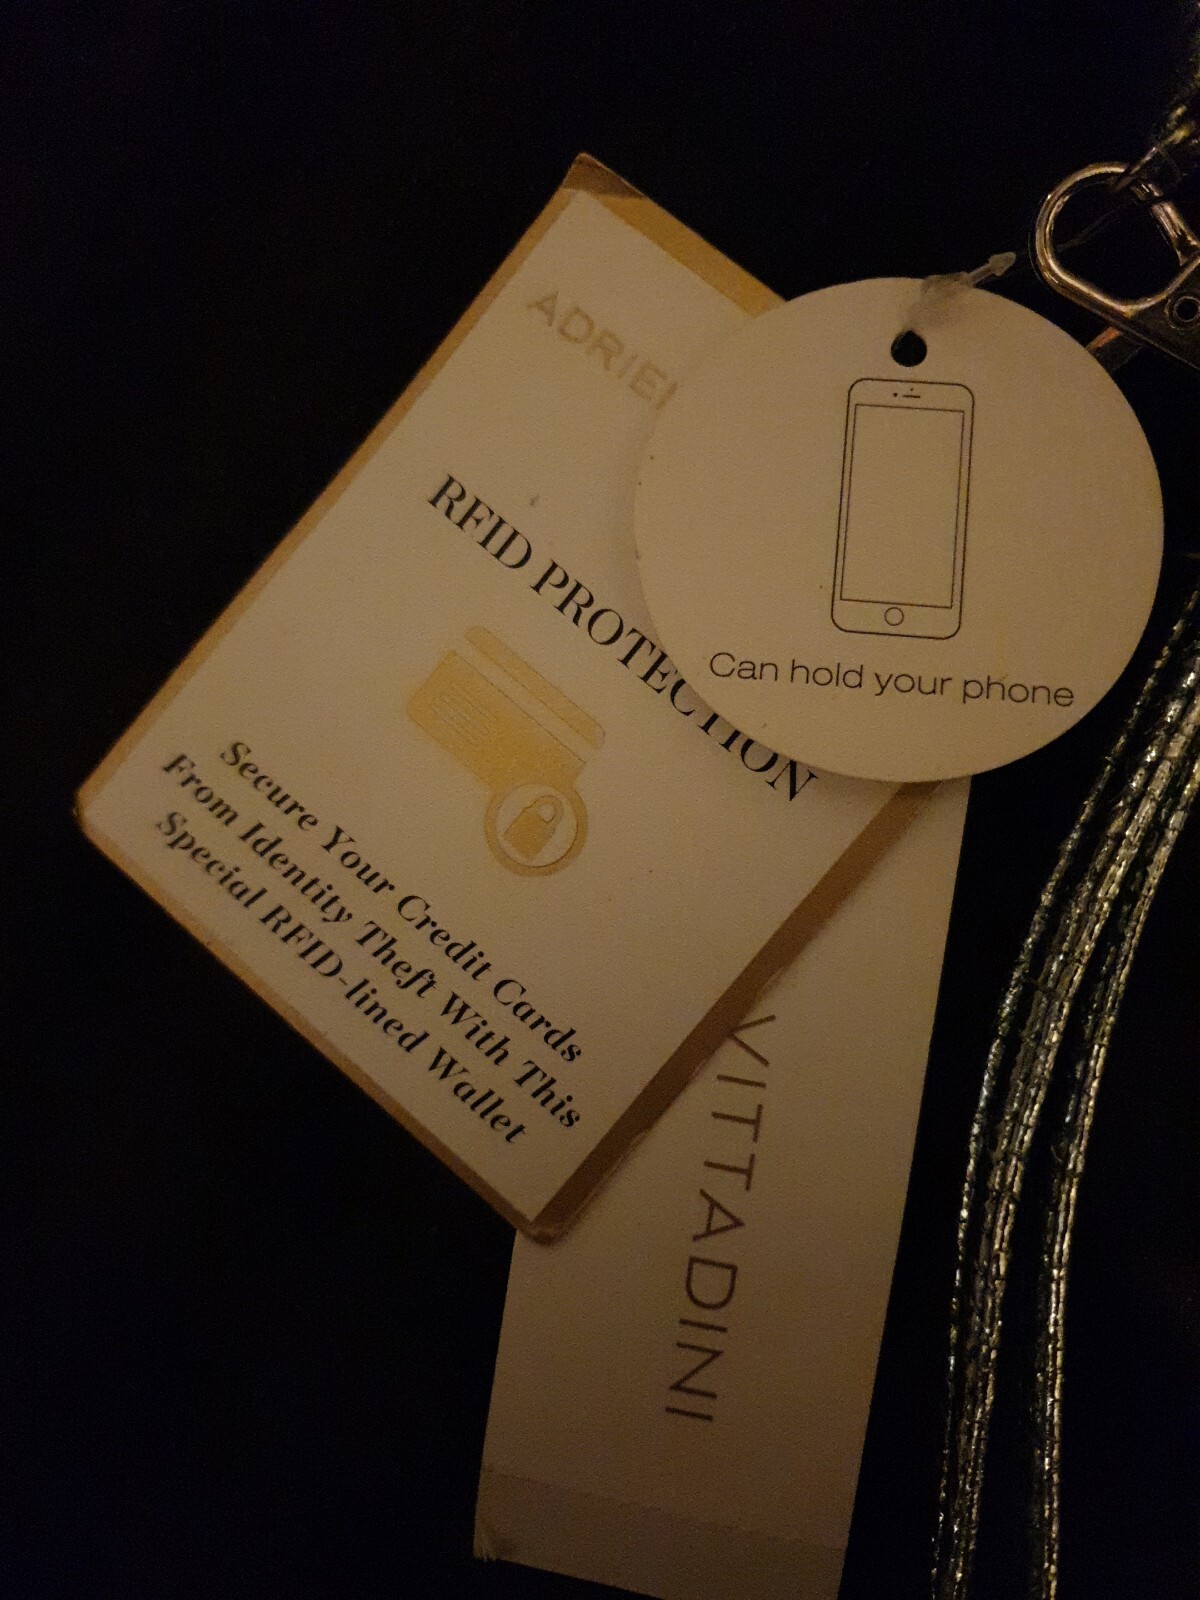 ADRIE
RFID PROTECTION
Secure Your Credit Cards
From Identity Theft With This
Special RFID-lined Wallet
Can hold your phone
VITTADINI